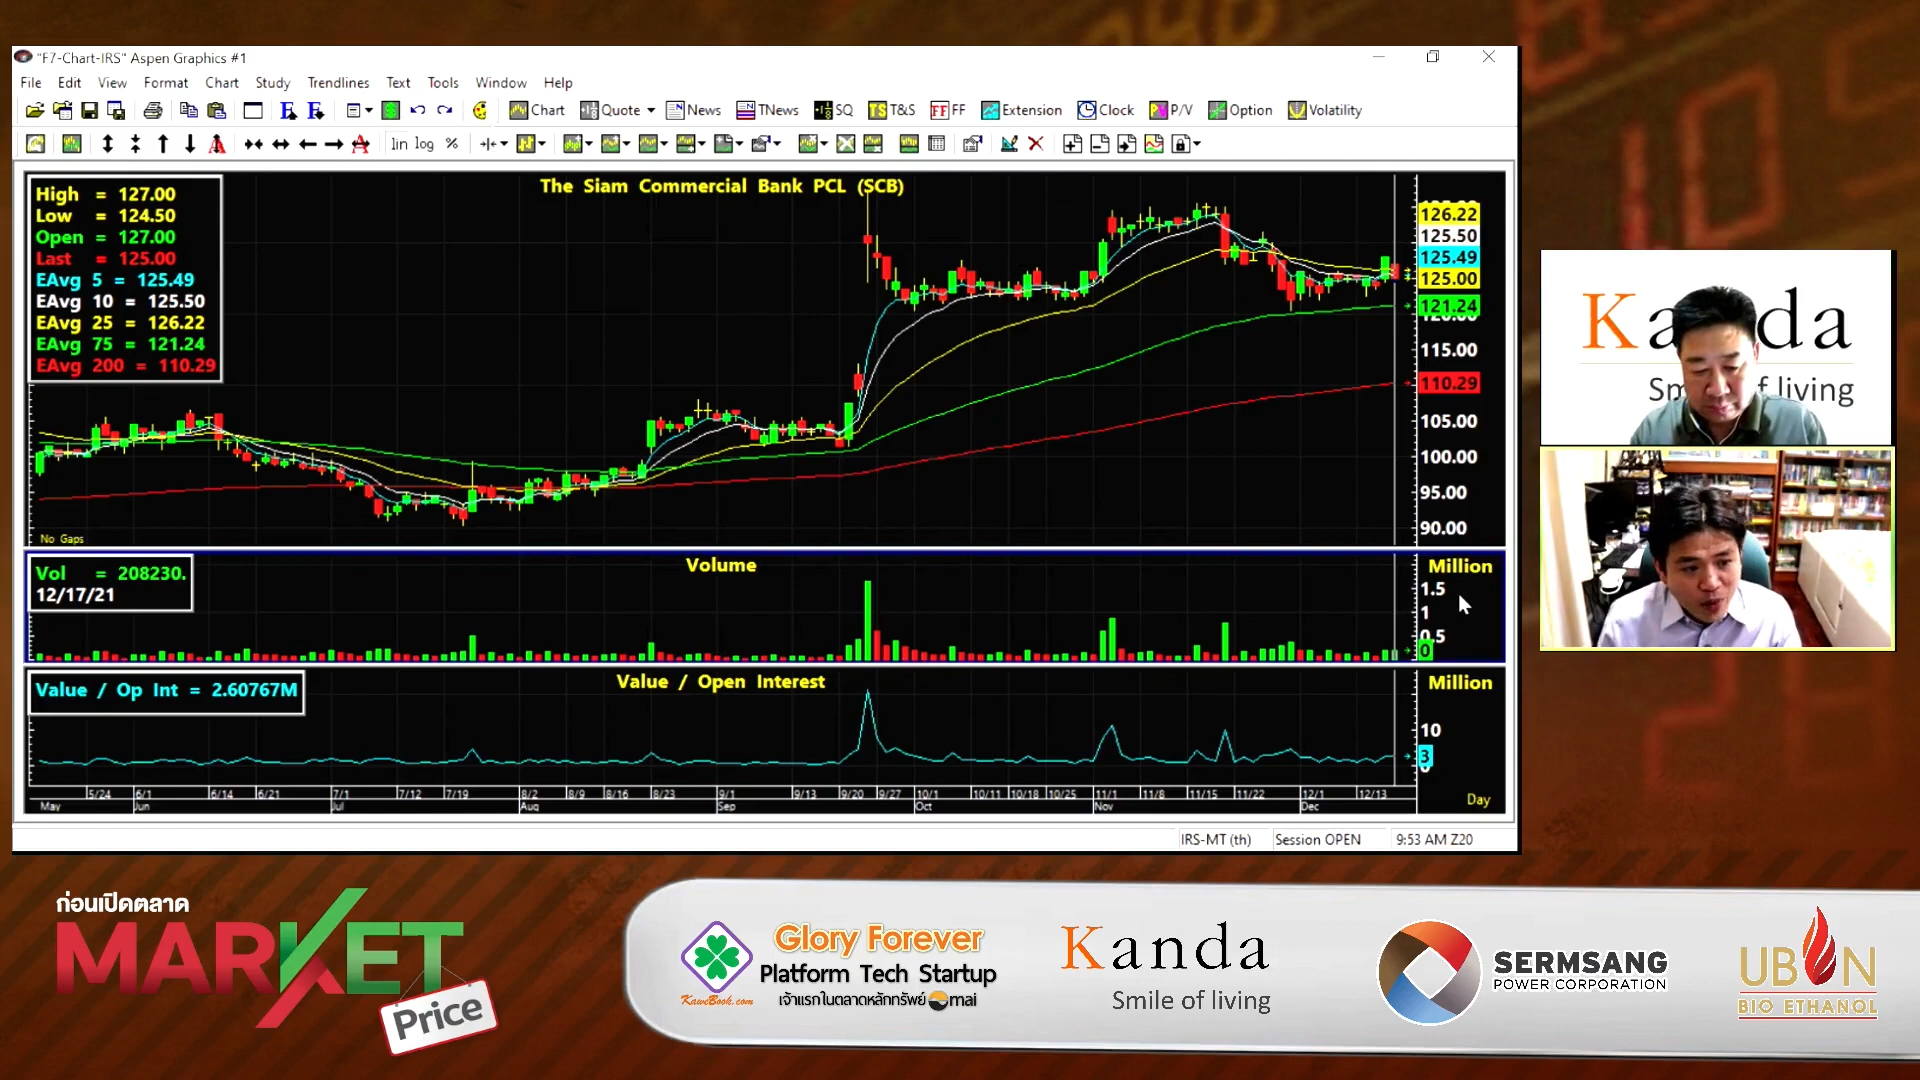 "F7-Chart-IRS" Aspen Graphics #1
File Edit View Format Chart Study Trendlines Text Tools Window Help
Chart Quote News TNews SQ TS T&S FF FF Extension Clock P/V Option Volatility
lin log %
The Siam Commercial Bank PCL (SCB)
High = 127.00
Low = 124.50
Open = 127.00
Last = 125.00
EAvg 5 = 125.49
EAvg 10 = 125.50
EAvg 25 = 126.22
EAvg 75 = 121.24
EAvg 200 = 110.29
126.22
125.50
125.49
125.00
121.24
120.00
115.00
110.29
105.00
100.00
95.00
90.00
No Gaps
Volume
Vol = 208230.
12/17/21
Million
1.5
1
0.5
0
Value / Open Interest
Value / Op Int = 2.60767M
Million
10
3
0
5/24 6/1 6/14 6/21 7/1 7/12 7/19 8/2 8/9 8/16 8/23 9/1 9/13 9/20 9/27 10/1 10/11 10/18 10/25 11/1 11/8 11/15 11/22 12/1 12/13
May Jun Jul Aug Sep Oct Nov Dec
Day
IRS-MT (th) Session OPEN 9:53 AM Z20
Kanda
Smile of living
ก่อนเปิดตลาด
MARKET
Price
Glory Forever
Platform Tech Startup
เจ้าแรกในตลาดหลักทรัพย์ mai
KaweBook.com
Kanda
Smile of living
SERMSANG
POWER CORPORATION
UBON
BIO ETHANOL